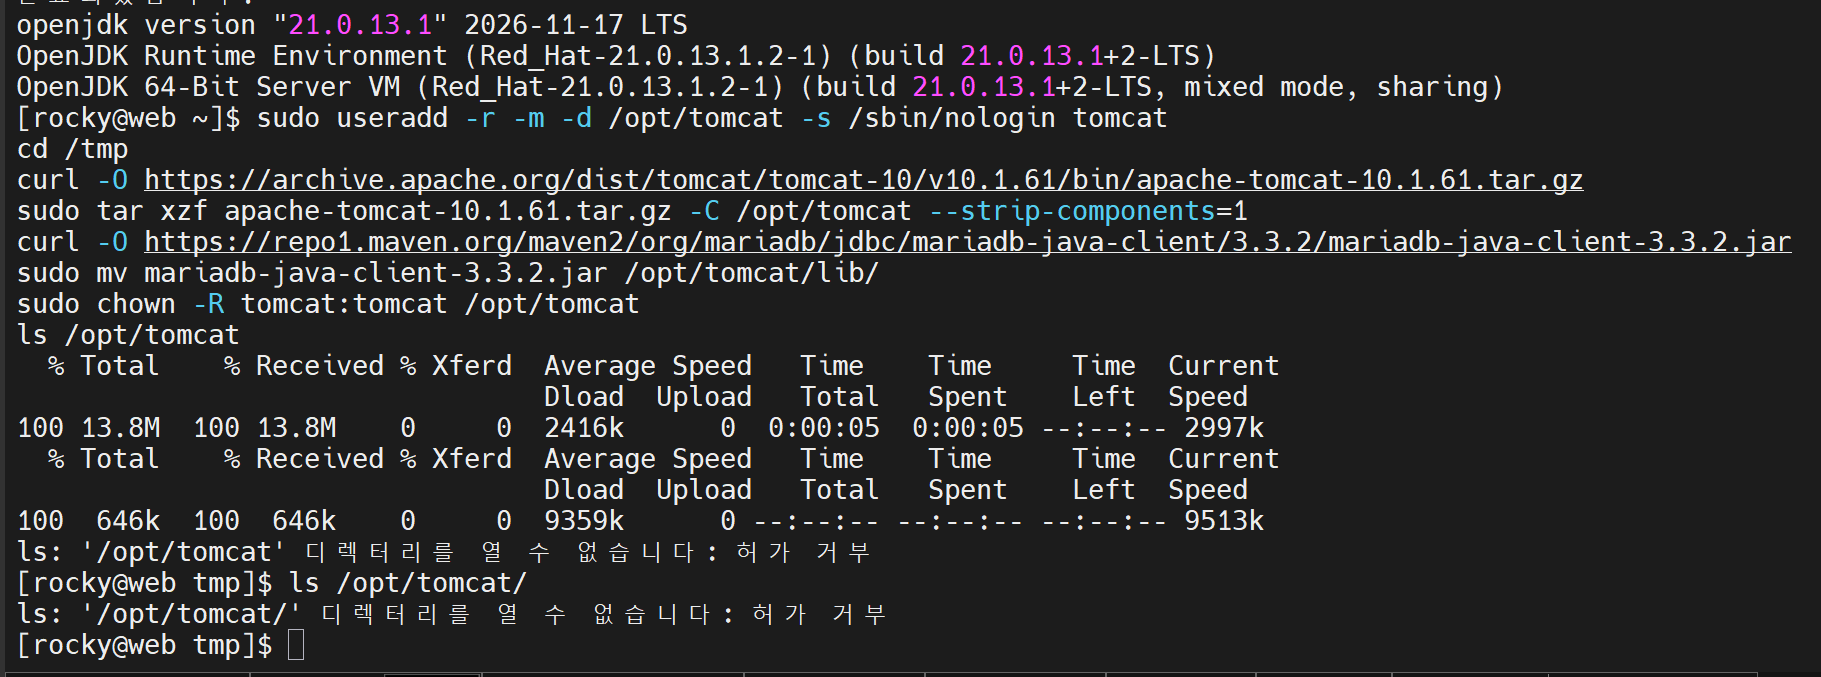 openjdk version "21.0.13.1" 2026-11-17 LTS
OpenJDK Runtime Environment (Red_Hat-21.0.13.1.2-1) (build 21.0.13.1+2-LTS)
OpenJDK 64-Bit Server VM (Red_Hat-21.0.13.1.2-1) (build 21.0.13.1+2-LTS, mixed mode, sharing)
[rocky@web ~]$ sudo useradd -r -m -d /opt/tomcat -s /sbin/nologin tomcat
cd /tmp
curl -O https://archive.apache.org/dist/tomcat/tomcat-10/v10.1.61/bin/apache-tomcat-10.1.61.tar.gz
sudo tar xzf apache-tomcat-10.1.61.tar.gz -C /opt/tomcat --strip-components=1
curl -O https://repo1.maven.org/maven2/org/mariadb/jdbc/mariadb-java-client/3.3.2/mariadb-java-client-3.3.2.jar
sudo mv mariadb-java-client-3.3.2.jar /opt/tomcat/lib/
sudo chown -R tomcat:tomcat /opt/tomcat
ls /opt/tomcat
  % Total    % Received % Xferd  Average Speed   Time    Time     Time  Current
                                 Dload  Upload   Total   Spent    Left  Speed
100 13.8M  100 13.8M    0     0  2416k      0  0:00:05  0:00:05 --:--:-- 2997k
  % Total    % Received % Xferd  Average Speed   Time    Time     Time  Current
                                 Dload  Upload   Total   Spent    Left  Speed
100  646k  100  646k    0     0  9359k      0 --:--:-- --:--:-- --:--:-- 9513k
ls: '/opt/tomcat' 디렉터리를 열 수 없습니다: 허가 거부
[rocky@web tmp]$ ls /opt/tomcat/
ls: '/opt/tomcat/' 디렉터리를 열 수 없습니다: 허가 거부
[rocky@web tmp]$